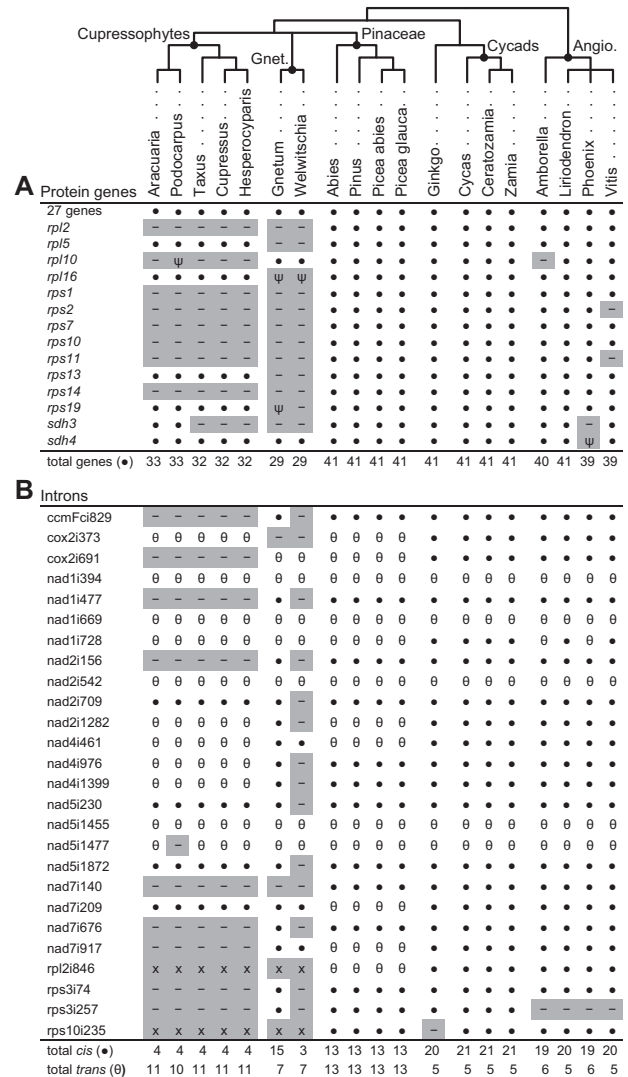 Cupressophytes
Pinaceae
Gnet.
Cycads
Angio.
Aracuaria Podocarpus Taxus Cupressus Hesperocyparis Gnetum Welwitschia Abies Pinus Picea abies Picea glauca Ginkgo Cycas Ceratozamia Zamia Amborella Liriodendron Phoenix Vitis
A Protein genes
27 genes ● ● ● ● ● ● ● ● ● ● ● ● ● ● ● ● ● ● ●
rpl2 – – – – – – – ● ● ● ● ● ● ● ● ● ● ● ●
rpl5 ● ● ● ● ● – – ● ● ● ● ● ● ● ● ● ● ● ●
rpl10 – ψ – – – ● ● ● ● ● ● ● ● ● ● – ● ● ●
rpl16 ● ● ● ● ● ψ ψ ● ● ● ● ● ● ● ● ● ● ● ●
rps1 – – – – – – – ● ● ● ● ● ● ● ● ● ● ● ●
rps2 – – – – – – – ● ● ● ● ● ● ● ● ● ● ● –
rps7 – – – – – – – ● ● ● ● ● ● ● ● ● ● ● ●
rps10 – – – – – – – ● ● ● ● ● ● ● ● ● ● ● ●
rps11 – – – – – – – ● ● ● ● ● ● ● ● ● ● ● –
rps13 ● ● ● ● ● – – ● ● ● ● ● ● ● ● ● ● ● ●
rps14 – – – – – – – ● ● ● ● ● ● ● ● ● ● ● ●
rps19 ● ● ● ● ● ψ – ● ● ● ● ● ● ● ● ● ● ● ●
sdh3 ● ● – – – – – ● ● ● ● ● ● ● ● ● ● – ●
sdh4 ● ● ● ● ● ● ● ● ● ● ● ● ● ● ● ● ● ψ ●
total genes (●) 33 33 32 32 32 29 29 41 41 41 41 41 41 41 41 40 41 39 39
B Introns
ccmFci829 – – – – – ● – ● ● ● ● ● ● ● ● ● ● ● ●
cox2i373 θ θ θ θ θ – – θ θ θ θ ● ● ● ● ● ● ● ●
cox2i691 – – – – – θ θ θ θ θ θ ● ● ● ● ● ● ● ●
nad1i394 θ θ θ θ θ θ θ θ θ θ θ θ θ θ θ θ θ θ θ
nad1i477 – – – – – ● – ● ● ● ● ● ● ● ● ● ● ● ●
nad1i669 θ θ θ θ θ θ θ θ θ θ θ θ θ θ θ θ θ θ θ
nad1i728 θ θ θ θ θ θ θ θ θ θ θ ● ● ● ● θ ● θ ●
nad2i156 – – – – – ● – ● ● ● ● ● ● ● ● ● ● ● ●
nad2i542 θ θ θ θ θ θ θ θ θ θ θ θ θ θ θ θ θ θ θ
nad2i709 ● ● ● ● ● ● – ● ● ● ● ● ● ● ● ● ● ● ●
nad2i1282 θ θ θ θ θ ● – θ θ θ θ ● ● ● ● ● ● ● ●
nad4i461 θ θ θ θ θ ● ● θ θ θ θ ● ● ● ● ● ● ● ●
nad4i976 θ θ θ θ θ ● – ● ● ● ● ● ● ● ● ● ● ● ●
nad4i1399 θ θ θ θ θ ● – ● ● ● ● ● ● ● ● ● ● ● ●
nad5i230 ● ● ● ● ● ● – ● ● ● ● ● ● ● ● ● ● ● ●
nad5i1455 θ θ θ θ θ θ θ θ θ θ θ θ θ θ θ θ θ θ θ
nad5i1477 θ – θ θ θ θ θ θ θ θ θ θ θ θ θ θ θ θ θ
nad5i1872 ● ● ● ● ● ● – ● ● ● ● ● ● ● ● ● ● ● ●
nad7i140 – – – – – – – ● ● ● ● ● ● ● ● ● ● ● ●
nad7i209 ● ● ● ● ● ● ● θ θ θ θ ● ● ● ● ● ● ● ●
nad7i676 – – – – – ● – ● ● ● ● ● ● ● ● ● ● ● ●
nad7i917 – – – – – ● ● θ θ θ θ ● ● ● ● ● ● ● ●
rpl2i846 x x x x x x x θ θ θ θ ● ● ● ● ● ● ● ●
rps3i74 – – – – – ● – ● ● ● ● ● ● ● ● ● ● ● ●
rps3i257 – – – – – ● – ● ● ● ● ● ● ● ● – – – –
rps10i235 x x x x x x x ● ● ● ● – ● ● ● ● ● ● ●
total cis (●) 4 4 4 4 4 15 3 13 13 13 13 20 21 21 21 19 20 19 20
total trans (θ) 11 10 11 11 11 7 7 13 13 13 13 5 5 5 5 6 5 6 5